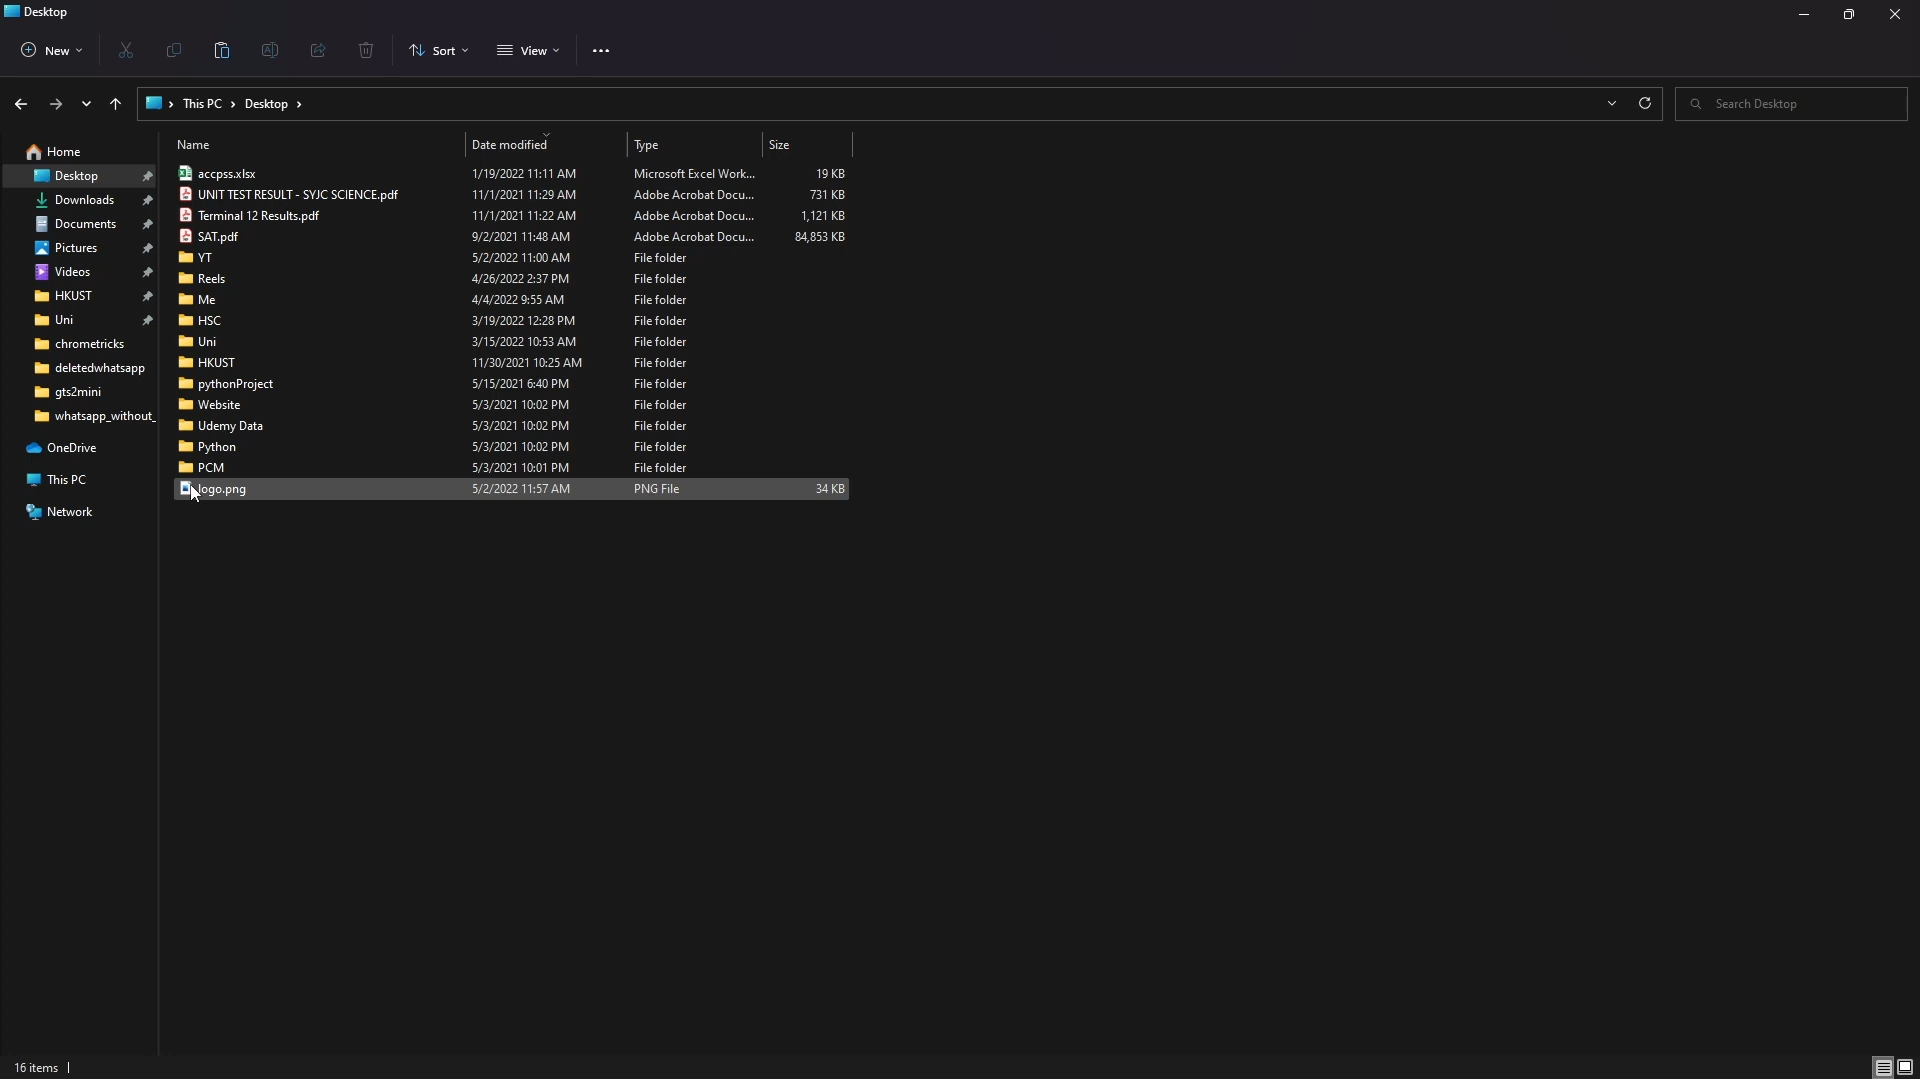 Desktop
New
Sort
View
This PC > Desktop >
Search Desktop
Home
Desktop
Downloads
Documents
Pictures
Videos
HKUST
Uni
chrometricks
deletedwhatsapp
gts2mini
whatsapp_without_
OneDrive
This PC
Network
Name Date modified Type Size
accpss.xlsx 1/19/2022 11:11 AM Microsoft Excel Work... 19 KB
UNIT TEST RESULT - SYJC SCIENCE.pdf 11/1/2021 11:29 AM Adobe Acrobat Docu... 731 KB
Terminal 12 Results.pdf 11/1/2021 11:22 AM Adobe Acrobat Docu... 1,121 KB
SAT.pdf 9/2/2021 11:48 AM Adobe Acrobat Docu... 84,853 KB
YT 5/2/2022 11:00 AM File folder
Reels 4/26/2022 2:37 PM File folder
Me 4/4/2022 9:55 AM File folder
HSC 3/19/2022 12:28 PM File folder
Uni 3/15/2022 10:53 AM File folder
HKUST 11/30/2021 10:25 AM File folder
pythonProject 5/15/2021 6:40 PM File folder
Website 5/3/2021 10:02 PM File folder
Udemy Data 5/3/2021 10:02 PM File folder
Python 5/3/2021 10:02 PM File folder
PCM 5/3/2021 10:01 PM File folder
logo.png 5/2/2022 11:57 AM PNG File 34 KB
16 items